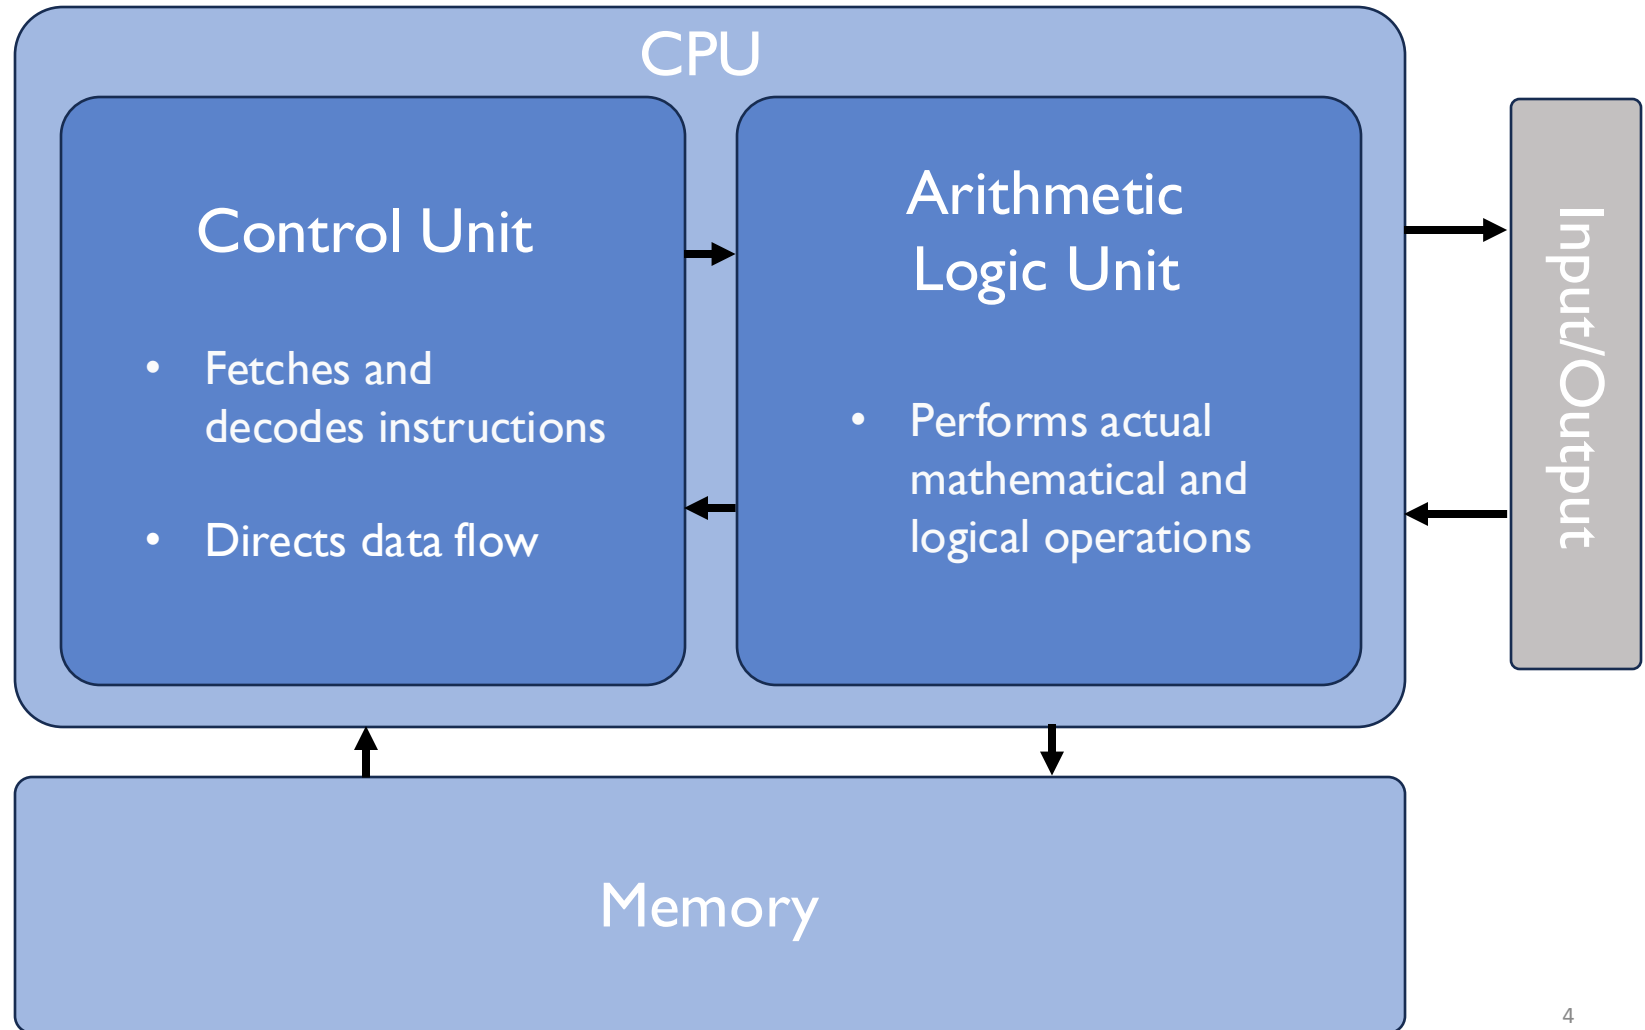 CPU
Control Unit
• Fetches and
decodes instructions
• Directs data flow
Arithmetic
Logic Unit
• Performs actual
mathematical and
logical operations
Input/Output
Memory
4